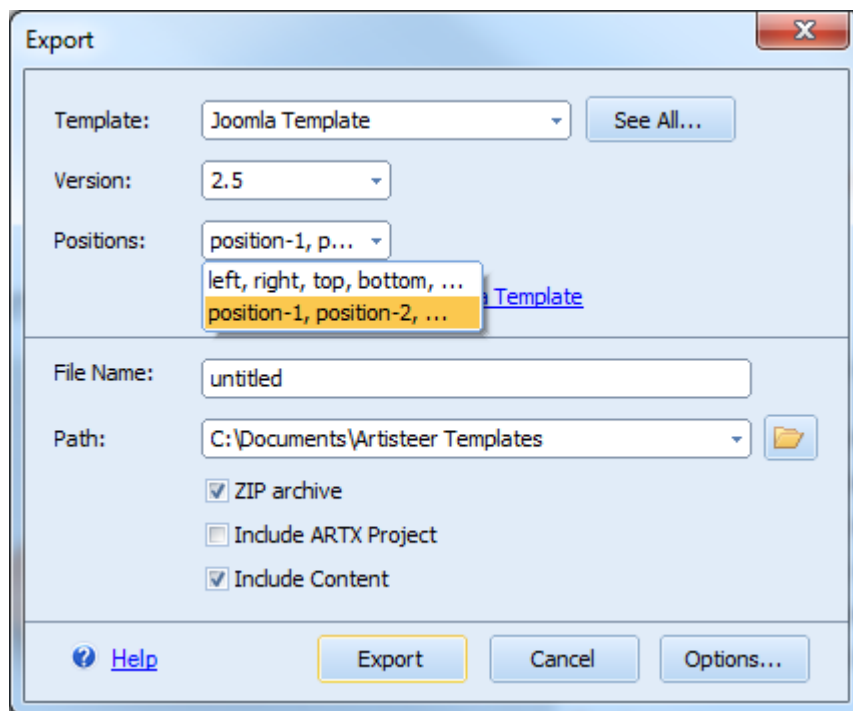 Export
Template: Joomla Template See All...
Version: 2.5
Positions: position-1, p...
left, right, top, bottom, ...
Template
position-1, position-2, ...
File Name: untitled
Path: C:\Documents\Artisteer Templates
ZIP archive
Include ARTX Project
Include Content
Help Export Cancel Options...